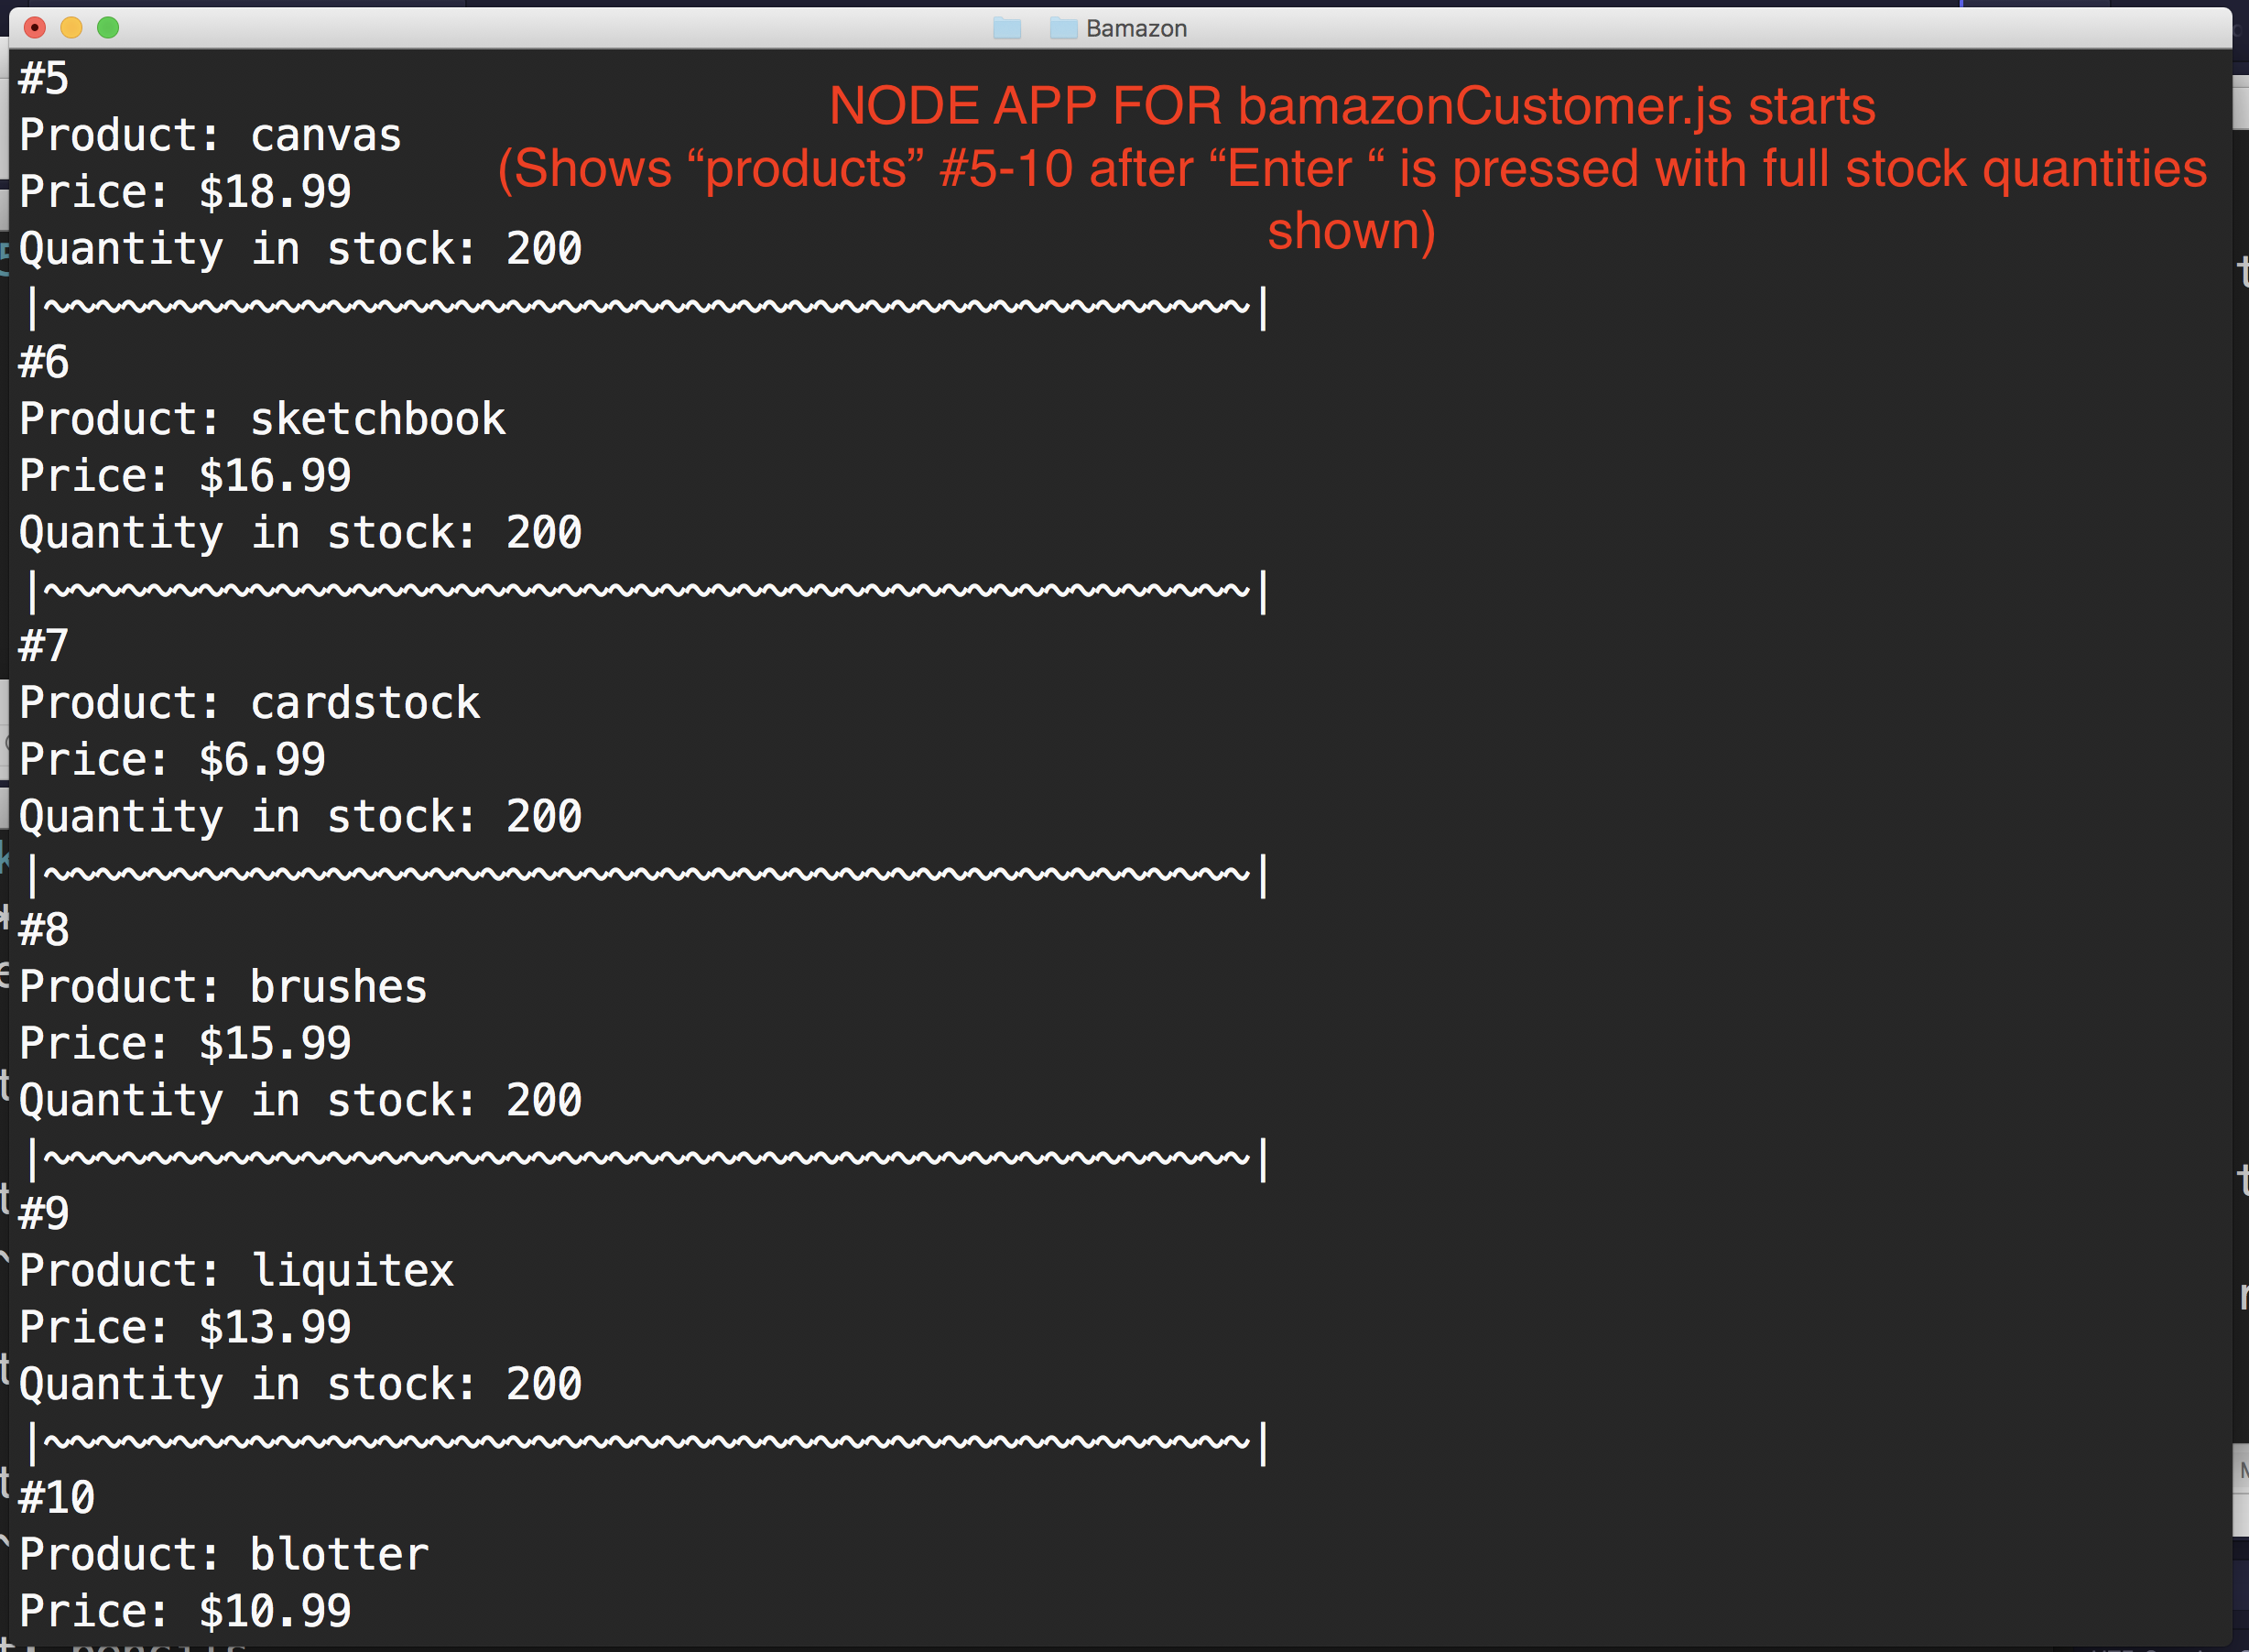 Bamazon
NODE APP FOR bamazonCustomer.js starts
(Shows “products” #5-10 after “Enter “ is pressed with full stock quantities
shown)
#5
Product: canvas
Price: $18.99
Quantity in stock: 200
|~~~~~~~~~~~~~~~~~~~~~~~~~~~~~~~~~~~~~~~~~~~~~~~|
#6
Product: sketchbook
Price: $16.99
Quantity in stock: 200
|~~~~~~~~~~~~~~~~~~~~~~~~~~~~~~~~~~~~~~~~~~~~~~~|
#7
Product: cardstock
Price: $6.99
Quantity in stock: 200
|~~~~~~~~~~~~~~~~~~~~~~~~~~~~~~~~~~~~~~~~~~~~~~~|
#8
Product: brushes
Price: $15.99
Quantity in stock: 200
|~~~~~~~~~~~~~~~~~~~~~~~~~~~~~~~~~~~~~~~~~~~~~~~|
#9
Product: liquitex
Price: $13.99
Quantity in stock: 200
|~~~~~~~~~~~~~~~~~~~~~~~~~~~~~~~~~~~~~~~~~~~~~~~|
#10
Product: blotter
Price: $10.99